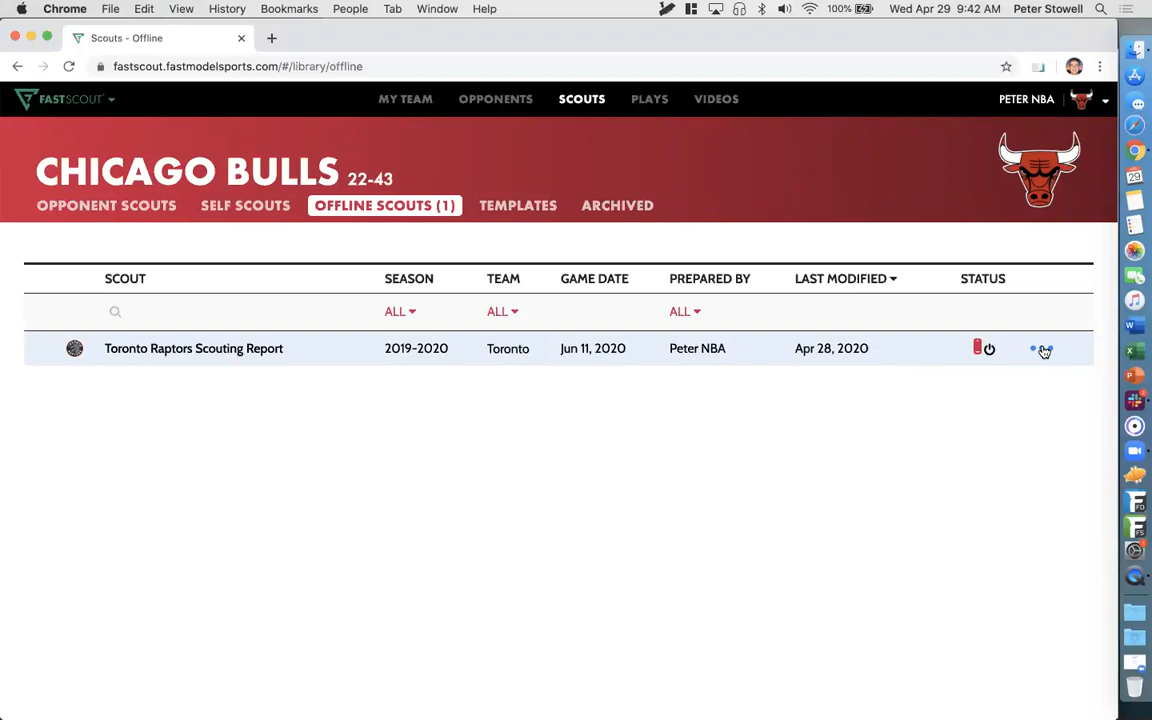 Chrome File Edit View History Bookmarks People Tab Window Help 100% Wed Apr 29 9:42 AM Peter Stowell
Scouts - Offline
fastscout.fastmodelsports.com/#/library/offline
FASTSCOUT MY TEAM OPPONENTS SCOUTS PLAYS VIDEOS PETER NBA
CHICAGO BULLS 22-43
OPPONENT SCOUTS SELF SCOUTS OFFLINE SCOUTS (1) TEMPLATES ARCHIVED
SCOUT SEASON TEAM GAME DATE PREPARED BY LAST MODIFIED STATUS
ALL ALL ALL
Toronto Raptors Scouting Report 2019-2020 Toronto Jun 11, 2020 Peter NBA Apr 28, 2020
29
W
X
P
FD
FS